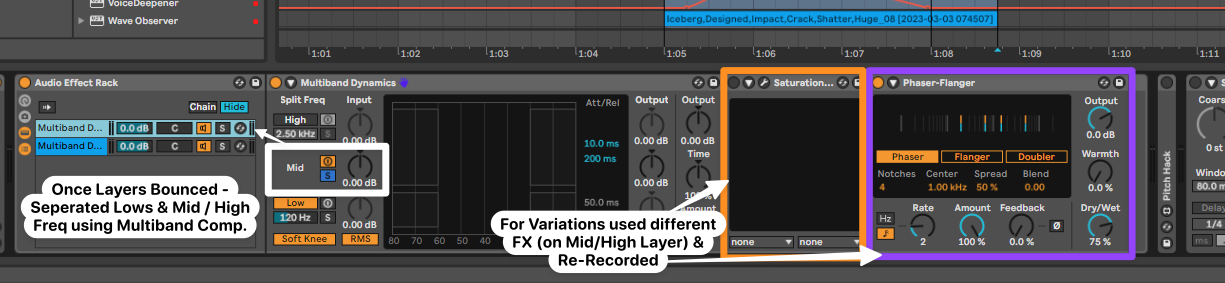 VoiceDeepener
Wave Observer
Iceberg,Designed,Impact,Crack,Shatter,Huge_08 [2023-03-03 074507]
1:01 1:02 1:03 1:04 1:05 1:06 1:07 1:08 1:09 1:10 1:1
Audio Effect Rack
Chain Hide
Multiband D... 0.0 dB C S
Multiband D... 0.0 dB C S
Once Layers Bounced -
Seperated Lows & Mid / High
Freq using Multiband Comp.
Multiband Dynamics
Split Freq Input
High
2.50 kHz S 0.00 dB
Mid
S 0.00 dB
Low
120 Hz S 0.00 dB
Soft Knee RMS
80 70 60 50 40 30 20 10 0
Att/Rel
10.0 ms
200 ms
50.0 ms
Output Output
0.00 dB 0.00 dB
Time
0.00 dB 100 %
Amount
For Variations used different
FX (on Mid/High Layer) &
Re-Recorded
Saturation...
none none
Phaser-Flanger
Output
0.0 dB
Phaser Flanger Doubler
Notches Center Spread Blend
4 1.00 kHz 50 % 0.00
Warmth
0.0 %
Hz
Rate Amount Feedback Dry/Wet
2 100 % 0.0 % Ø 75 %
Pitch Hack
S
Coars
0 st
Windo
80.0 m
Delay
1/4
ms